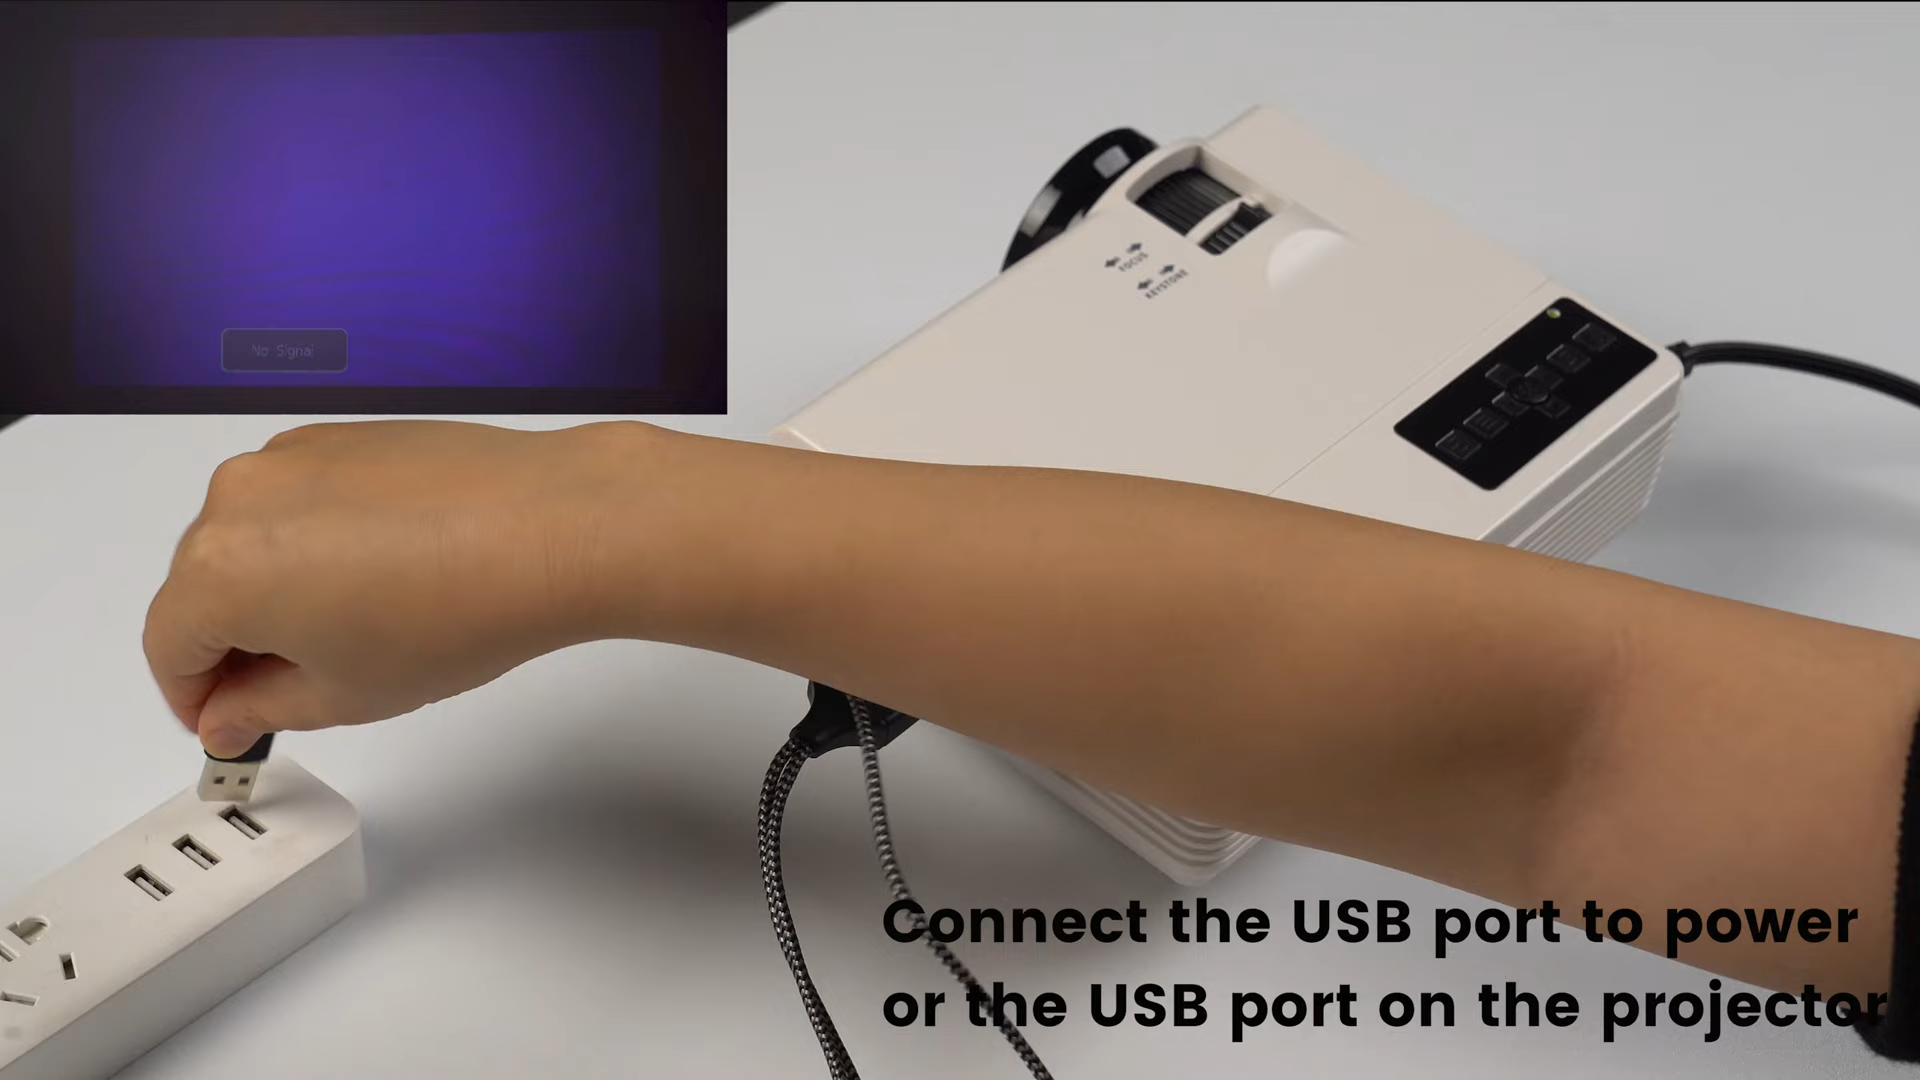 No Signal
FOCUS
KEYSTONE
Connect the USB port to power
or the USB port on the projector